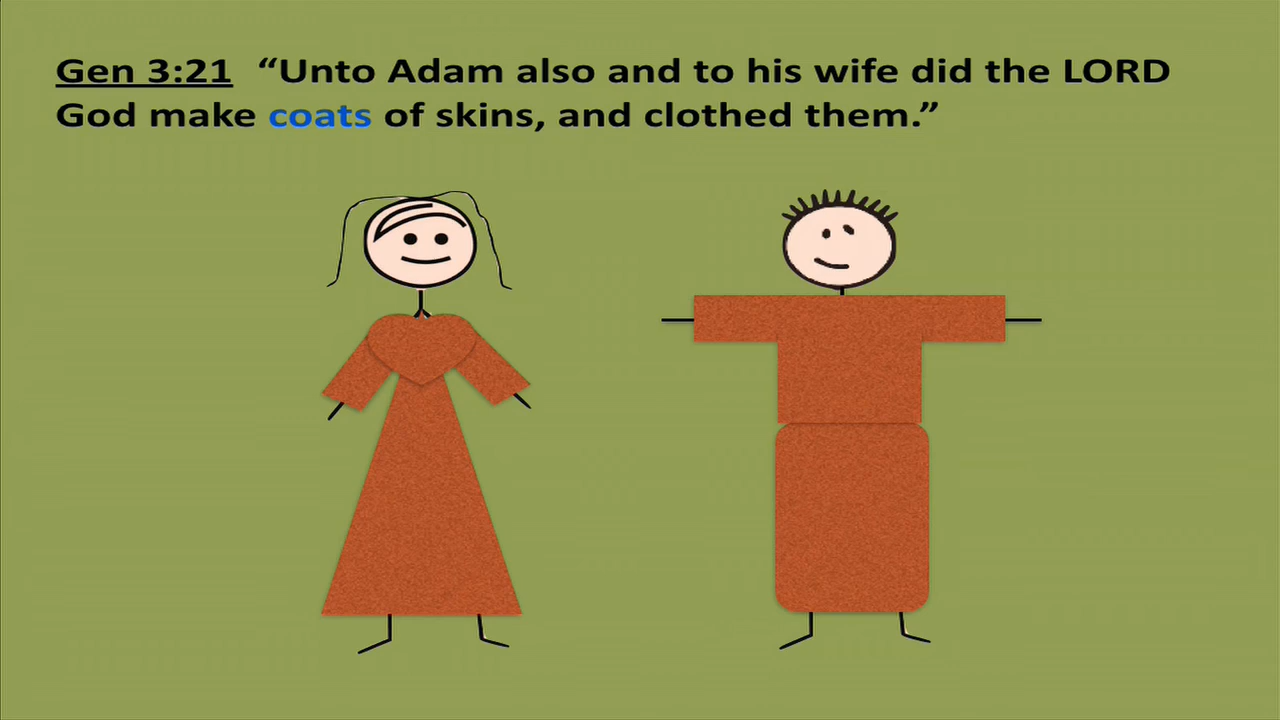 Gen 3:21 “Unto Adam also and to his wife did the LORD
God make coats of skins, and clothed them.”